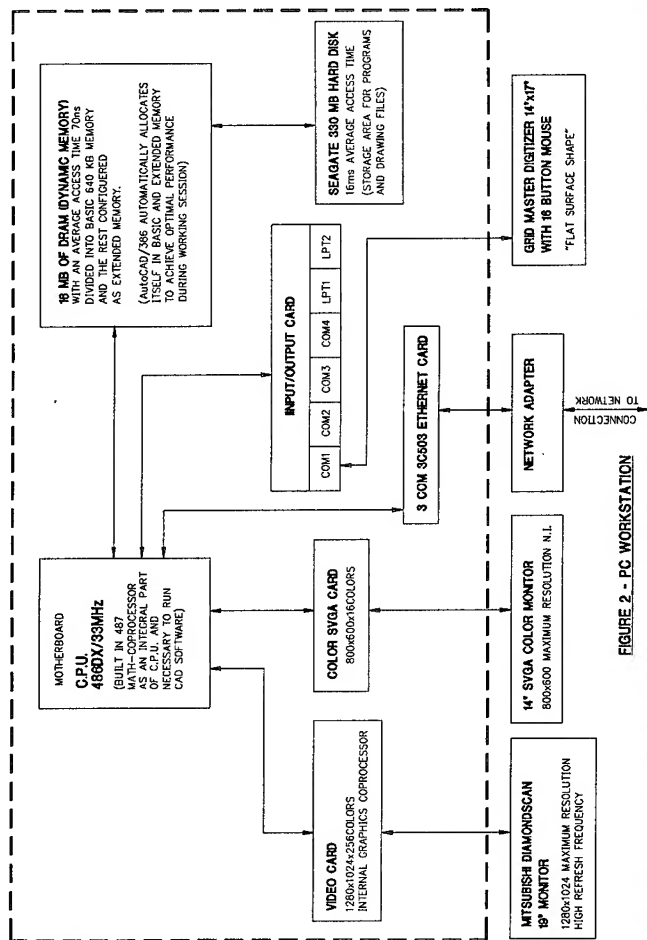 MOTHERBOARD
C.P.U.
486DX/33MHz
(BUILT IN 487
MATH-COPROCESSOR
AS AN INTEGRAL PART
OF C.P.U. AND
NECESSARY TO RUN
CAD SOFTWARE)
16 MB OF DRAM (DYNAMIC MEMORY)
WITH AN AVERAGE ACCESS TIME 70ns
DIVIDED INTO BASIC 640 KB MEMORY
AND THE REST CONFIGUERED
AS EXTENDED MEMORY.
(AutoCAD/386 AUTOMATICALLY ALLOCATES
ITSELF IN BASIC AND EXTENDED MEMORY
TO ACHIEVE OPTIMAL PERFORMANCE
DURING WORKING SESSION)
VIDEO CARD
1280x1024x256COLORS
INTERNAL GRAPHICS COPROCESSOR
COLOR SVGA CARD
800x600x16COLORS
3 COM 3C503 ETHERNET CARD
INPUT/OUTPUT CARD
COM1 COM2 COM3 COM4 LPT1 LPT2
SEAGATE 330 MB HARD DISK
16ms AVERAGE ACCESS TIME
(STORAGE AREA FOR PROGRAMS
AND DRAWING FILES)
MITSUBISHI DIAMONDSCAN
19" MONITOR
1280x1024 MAXIMUM RESOLUTION
HIGH REFRESH FREQUENCY
14" SVGA COLOR MONITOR
800x600 MAXIMUM RESOLUTION N.I.
NETWORK ADAPTER
GRID MASTER DIGITIZER 14"x17"
WITH 16 BUTTON MOUSE
"FLAT SURFACE SHAPE"
CONNECTION
TO NETWORK
FIGURE 2 - PC WORKSTATION